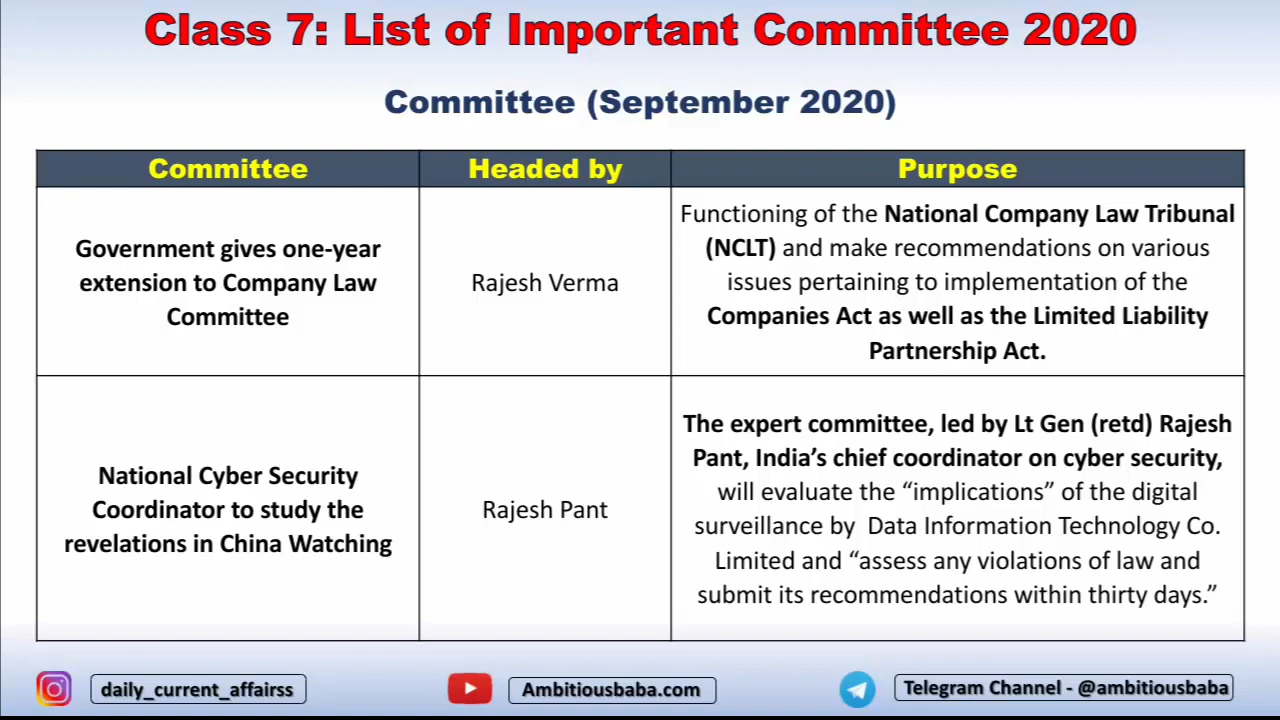 Class 7: List of Important Committee 2020
Committee (September 2020)
Committee
Headed by
Purpose
Government gives one-year
extension to Company Law
Committee
Rajesh Verma
Functioning of the National Company Law Tribunal
(NCLT) and make recommendations on various
issues pertaining to implementation of the
Companies Act as well as the Limited Liability
Partnership Act.
National Cyber Security
Coordinator to study the
revelations in China Watching
Rajesh Pant
The expert committee, led by Lt Gen (retd) Rajesh
Pant, India’s chief coordinator on cyber security,
will evaluate the “implications” of the digital
surveillance by Data Information Technology Co.
Limited and “assess any violations of law and
submit its recommendations within thirty days.”
daily_current_affairss
Ambitiousbaba.com
Telegram Channel - @ambitiousbaba